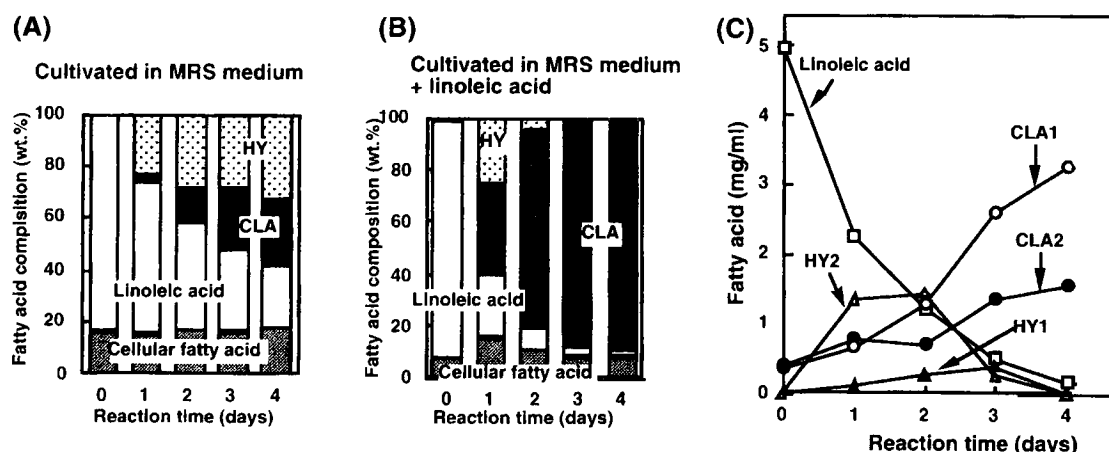 (A)
Cultivated in MRS medium
Fatty acid compisition (wt.%)
100
80
60
40
20
0
HY
CLA
Linoleic acid
Cellular fatty acid
0 1 2 3 4
Reaction time (days)
(B)
Cultivated in MRS medium
+ linoleic acid
Fatty acid composition (wt.%)
100
80
60
40
20
0
HY
CLA
Linoleic acid
Cellular fatty acid
0 1 2 3 4
Reaction time (days)
(C)
Fatty acid (mg/ml)
5
4
3
2
1
0
Linoleic acid
CLA1
CLA2
HY2
HY1
0 1 2 3 4
Reaction time (days)